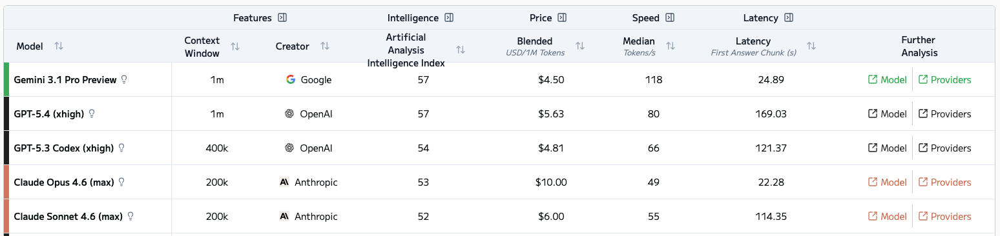 Features Intelligence Price Speed Latency
Model Context Window Creator Artificial Analysis Intelligence Index Blended USD/1M Tokens Median Tokens/s Latency First Answer Chunk (s) Further Analysis
Gemini 3.1 Pro Preview 1m Google 57 $4.50 118 24.89 Model Providers
GPT-5.4 (xhigh) 1m OpenAI 57 $5.63 80 169.03 Model Providers
GPT-5.3 Codex (xhigh) 400k OpenAI 54 $4.81 66 121.37 Model Providers
Claude Opus 4.6 (max) 200k Anthropic 53 $10.00 49 22.28 Model Providers
Claude Sonnet 4.6 (max) 200k Anthropic 52 $6.00 55 114.35 Model Providers